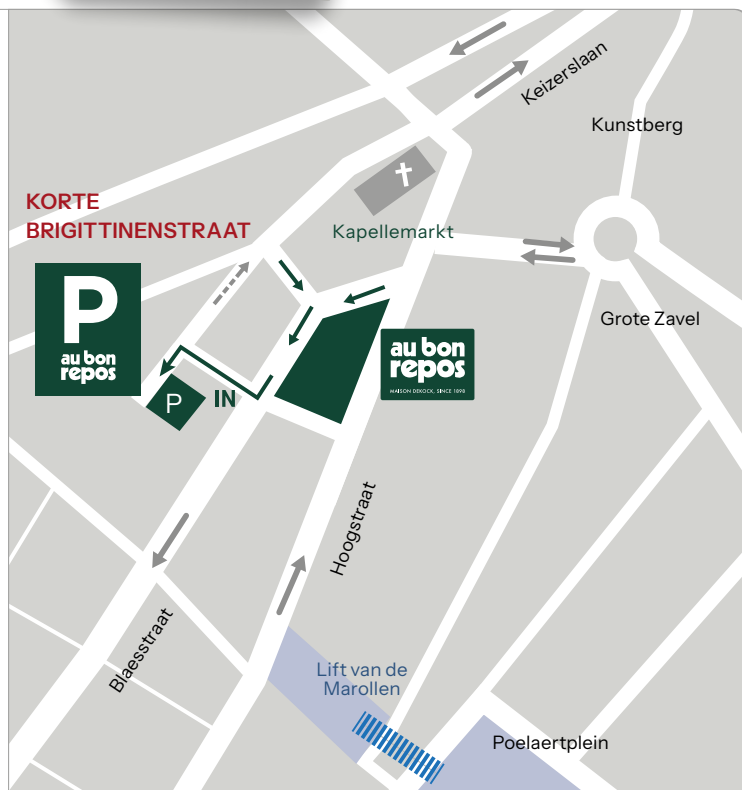 Keizerslaan
Kunstberg
KORTE
BRIGITTINENSTRAAT
Kapellemarkt
P
au bon
repos
Grote Zavel
au bon
repos
MAISON DEKOCK, SINCE 1898
P
IN
Hoogstraat
Blaesstraat
Lift van de
Marollen
Poelaertplein